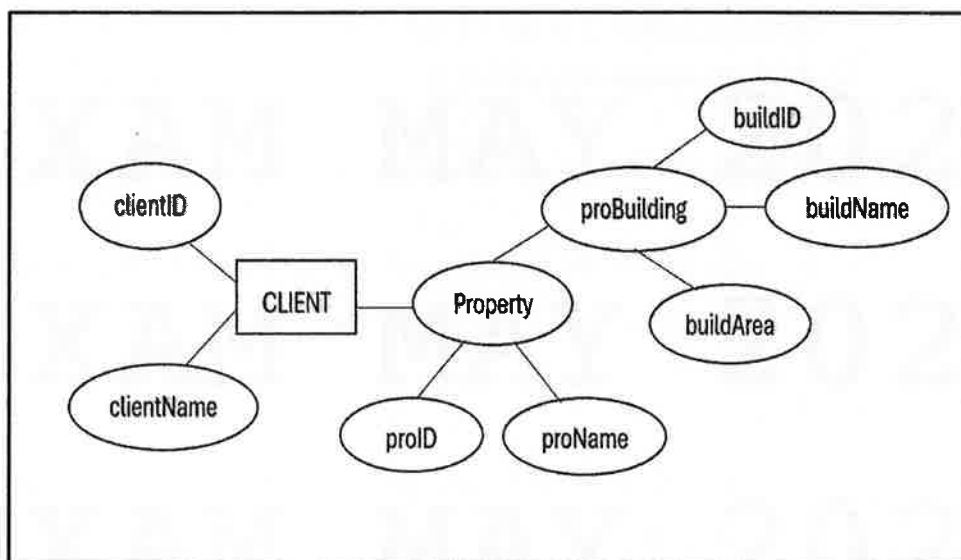 buildID
clientID
proBuilding
buildName
CLIENT
Property
buildArea
clientName
proID
proName